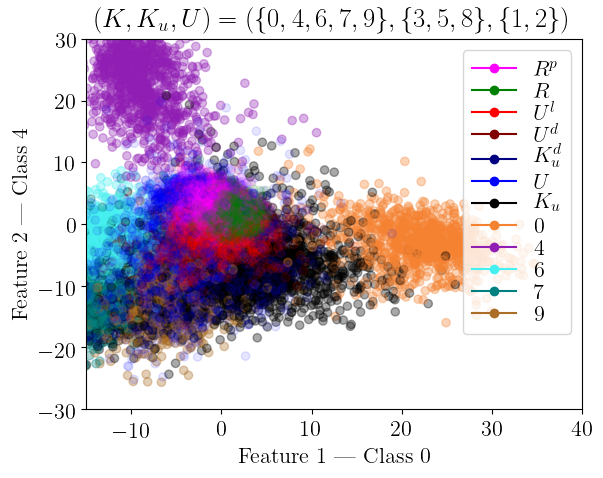 (K, K_u, U) = ({0, 4, 6, 7, 9}, {3, 5, 8}, {1, 2})
30
20
10
0
−10
−20
−30
Feature 2 — Class 4
R^p
R
U^l
U^d
K_u^d
U
K_u
0
4
6
7
9
−10
0
10
20
30
40
Feature 1 — Class 0